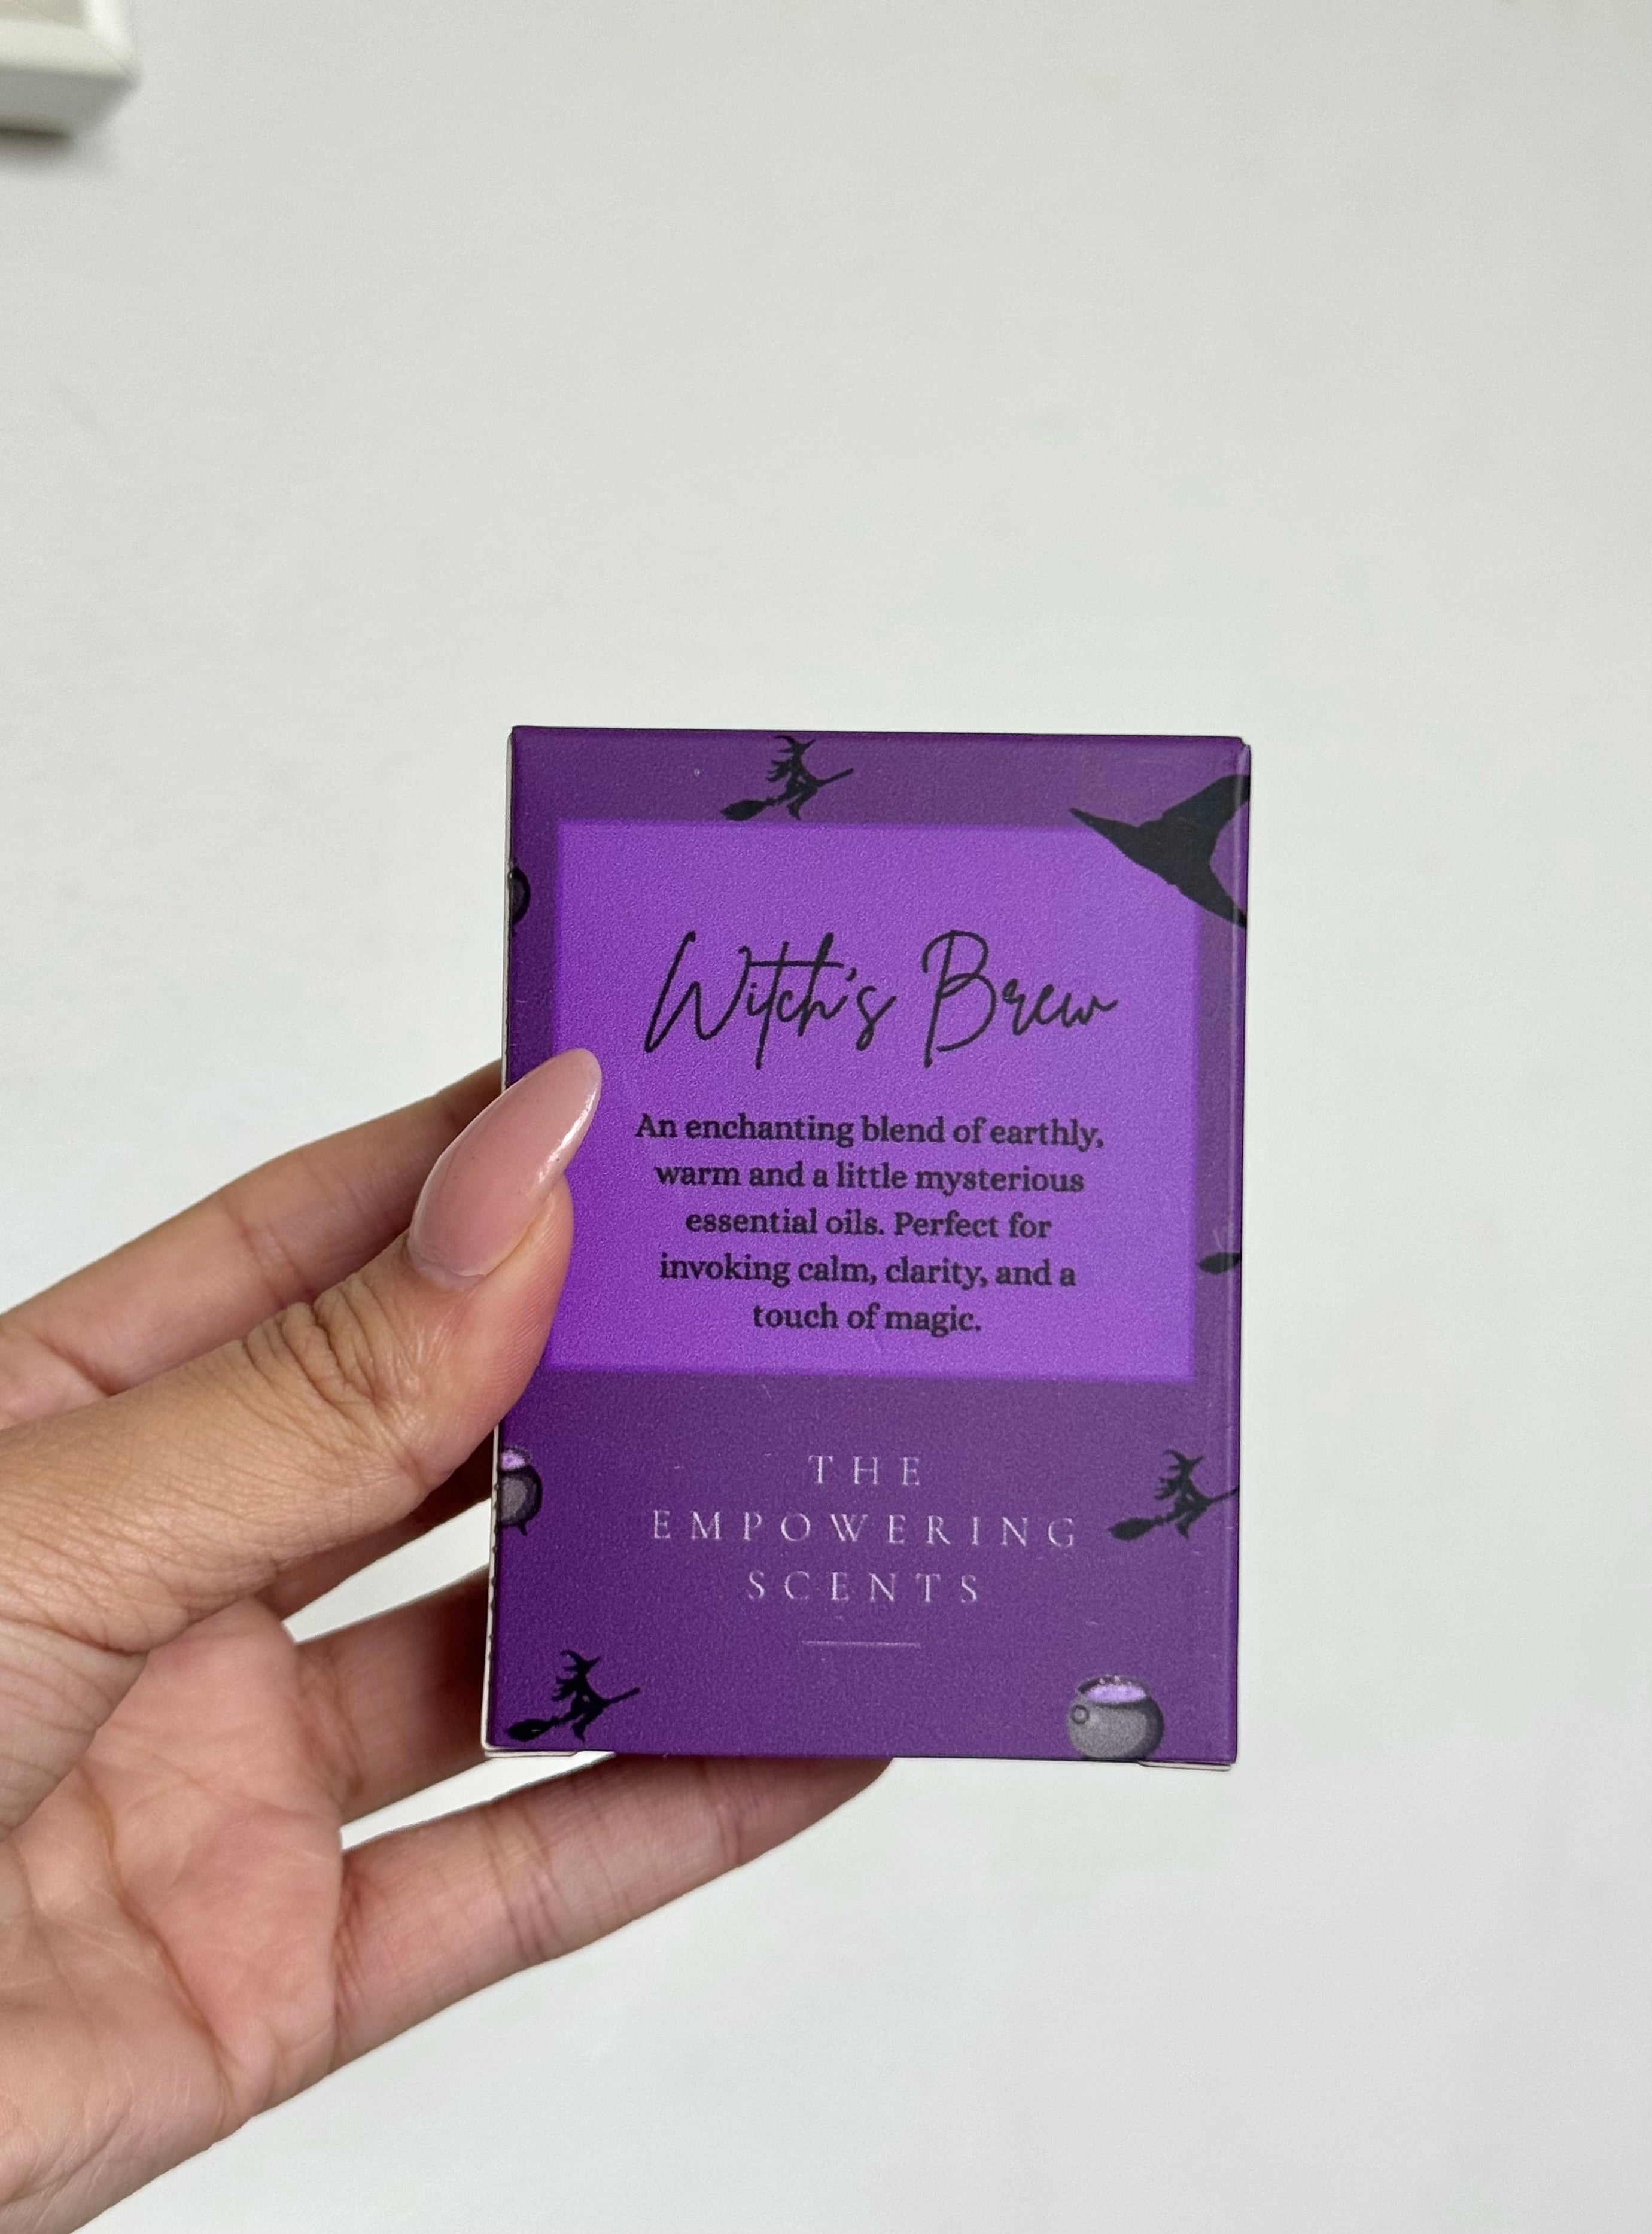 Witch's Brew
An enchanting blend of earthly,
warm and a little mysterious
essential oils. Perfect for
invoking calm, clarity, and a
touch of magic.
THE
EMPOWERING
SCENTS